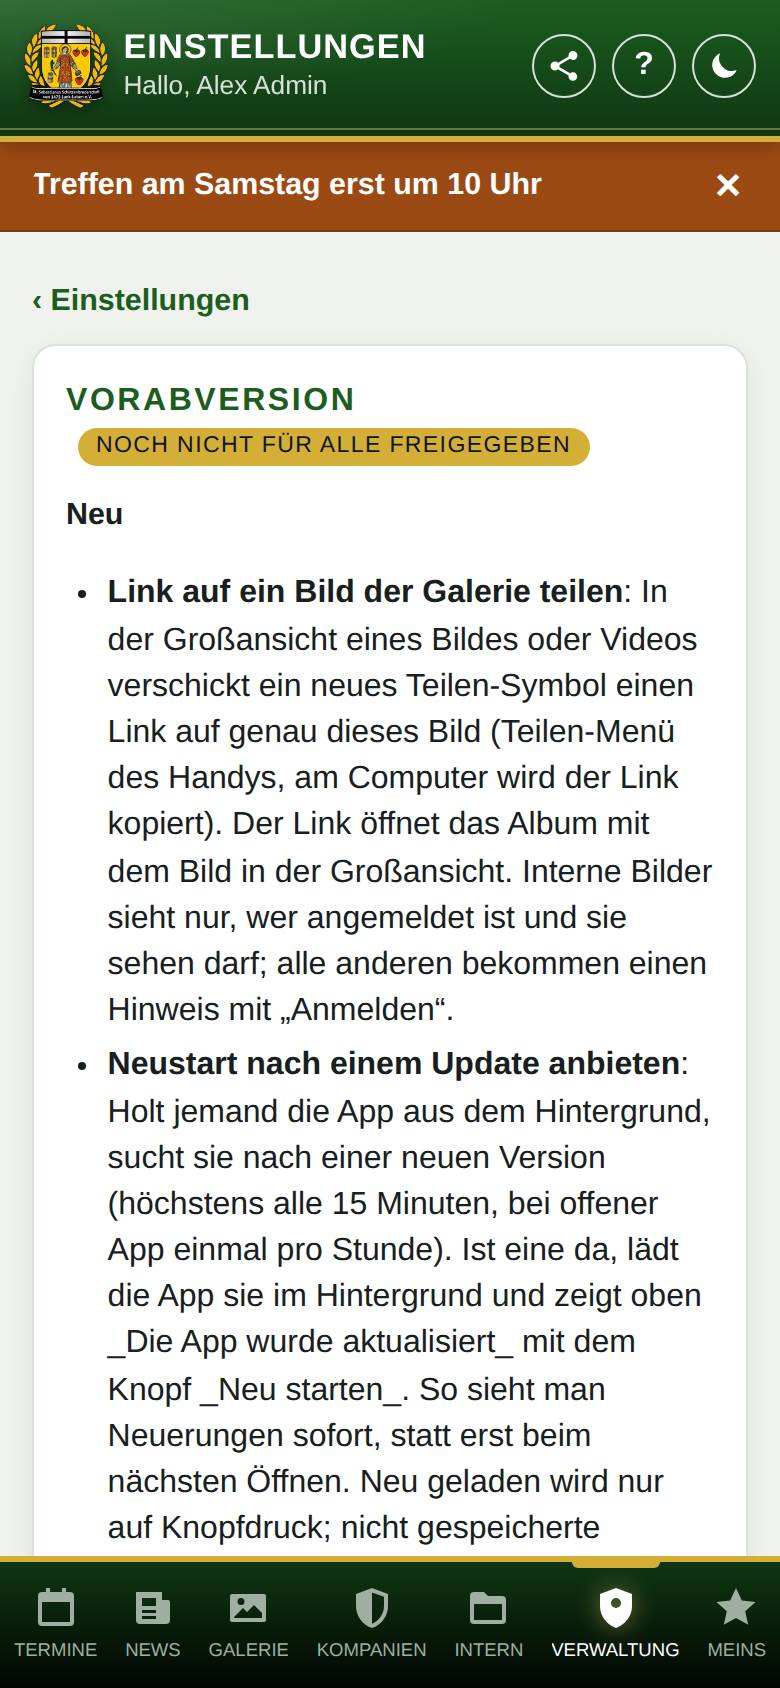 EINSTELLUNGEN
Hallo, Alex Admin
?
Treffen am Samstag erst um 10 Uhr
×
‹ Einstellungen
VORABVERSION
NOCH NICHT FÜR ALLE FREIGEGEBEN
Neu
• Link auf ein Bild der Galerie teilen: In
der Großansicht eines Bildes oder Videos
verschickt ein neues Teilen-Symbol einen
Link auf genau dieses Bild (Teilen-Menü
des Handys, am Computer wird der Link
kopiert). Der Link öffnet das Album mit
dem Bild in der Großansicht. Interne Bilder
sieht nur, wer angemeldet ist und sie
sehen darf; alle anderen bekommen einen
Hinweis mit „Anmelden“.
• Neustart nach einem Update anbieten:
Holt jemand die App aus dem Hintergrund,
sucht sie nach einer neuen Version
(höchstens alle 15 Minuten, bei offener
App einmal pro Stunde). Ist eine da, lädt
die App sie im Hintergrund und zeigt oben
_Die App wurde aktualisiert_ mit dem
Knopf _Neu starten_. So sieht man
Neuerungen sofort, statt erst beim
nächsten Öffnen. Neu geladen wird nur
auf Knopfdruck; nicht gespeicherte
TERMINE NEWS GALERIE KOMPANIEN INTERN VERWALTUNG MEINS